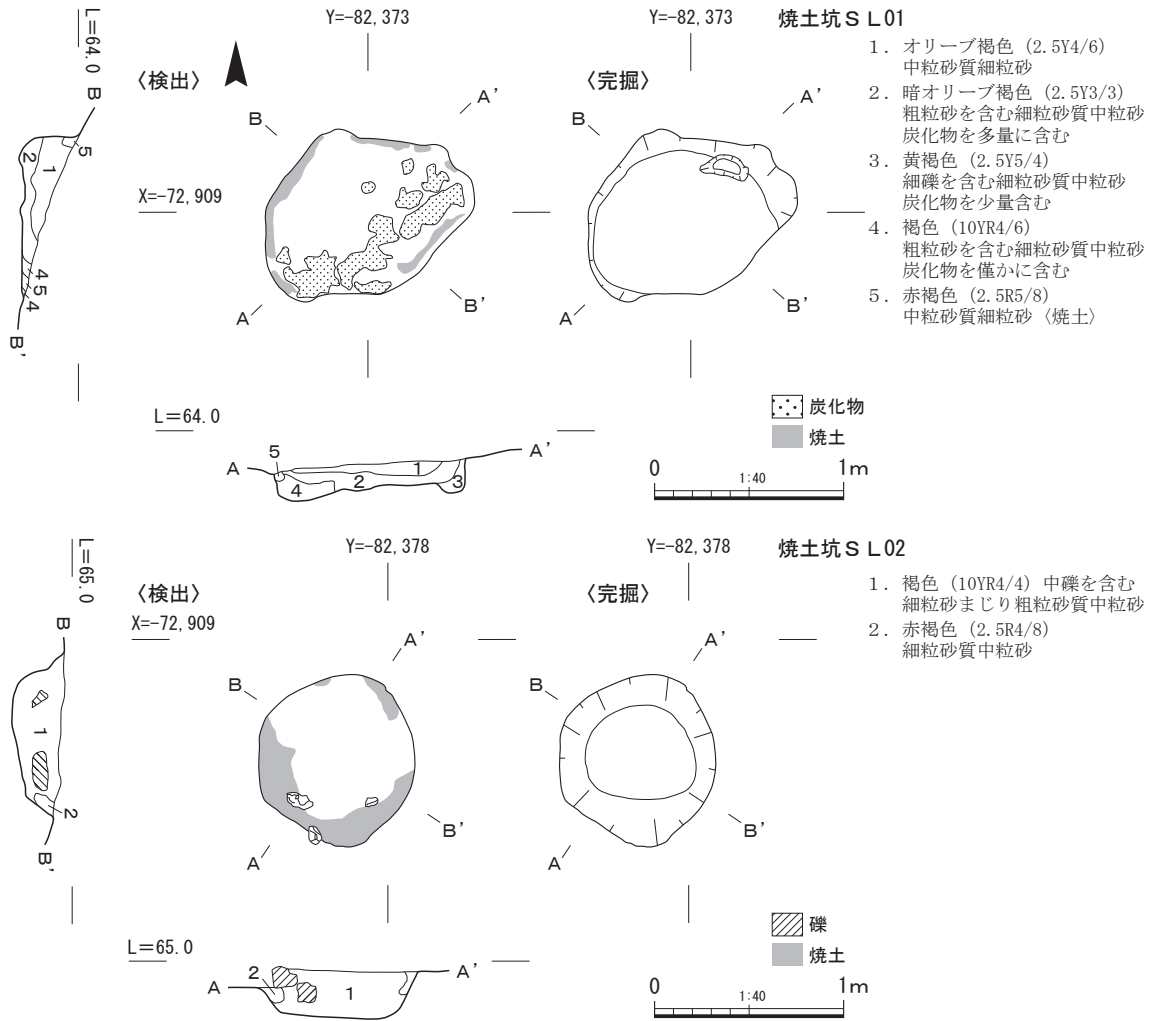 焼土坑ＳＬ01
Y=-82,373
Y=-82,373
L=64.0
〈検出〉
〈完掘〉
X=-72,909
B
B'
1
2
5
4
5
4
B
A'
A
B'
B
A'
A
B'
1．オリーブ褐色（2.5Y4/6）
中粒砂質細粒砂
2．暗オリーブ褐色（2.5Y3/3）
粗粒砂を含む細粒砂質中粒砂
炭化物を多量に含む
3．黄褐色（2.5Y5/4）
細礫を含む細粒砂質中粒砂
炭化物を少量含む
4．褐色（10YR4/6）
粗粒砂を含む細粒砂質中粒砂
炭化物を僅かに含む
5．赤褐色（2.5R5/8）
中粒砂質細粒砂〈焼土〉
L=64.0
A
5
4
2
1
3
A'
炭化物
焼土
0
1:40
1m
焼土坑ＳＬ02
Y=-82,378
Y=-82,378
L=65.0
〈検出〉
〈完掘〉
X=-72,909
B
1
2
B'
B
A'
A
B'
B
A'
A
B'
1．褐色（10YR4/4）中礫を含む
細粒砂まじり粗粒砂質中粒砂
2．赤褐色（2.5R4/8）
細粒砂質中粒砂
L=65.0
A
2
1
A'
礫
焼土
0
1:40
1m